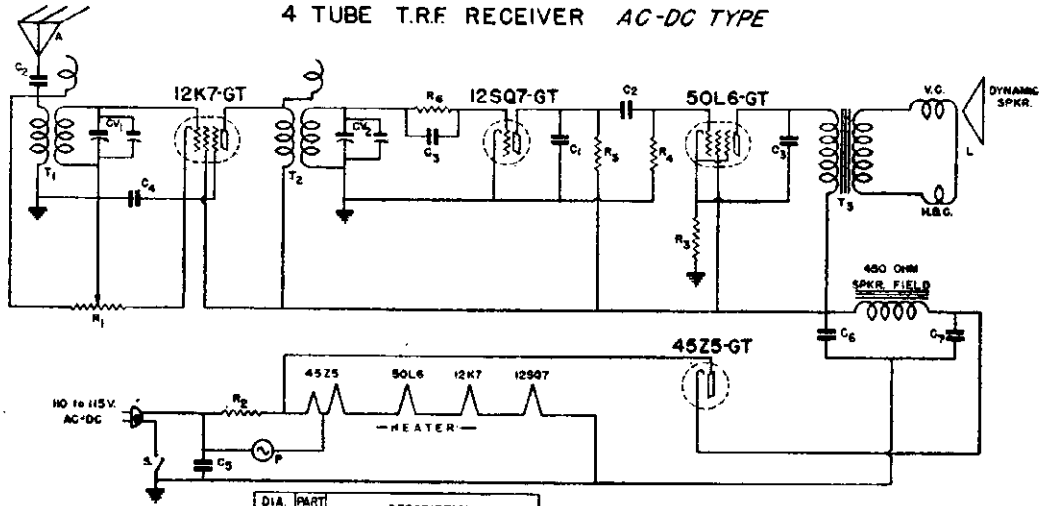 4 TUBE T.R.F. RECEIVER AC-DC TYPE
A
C2
12K7-GT
T1
CV1
C4
R1
T2
CV2
R6
C3
12SQ7-GT
C1
C2
R5
R4
50L6-GT
R3
C3
T3
V.C.
DYNAMIC
SPKR.
L
H.B.C.
450 OHM
SPKR. FIELD
C6
C7
45Z5-GT
110 to 115V.
AC-DC
S.
R2
C5
P
45Z5
50L6
12K7
12SQ7
-HEATER-
DIA. PART
DESCRIPTION